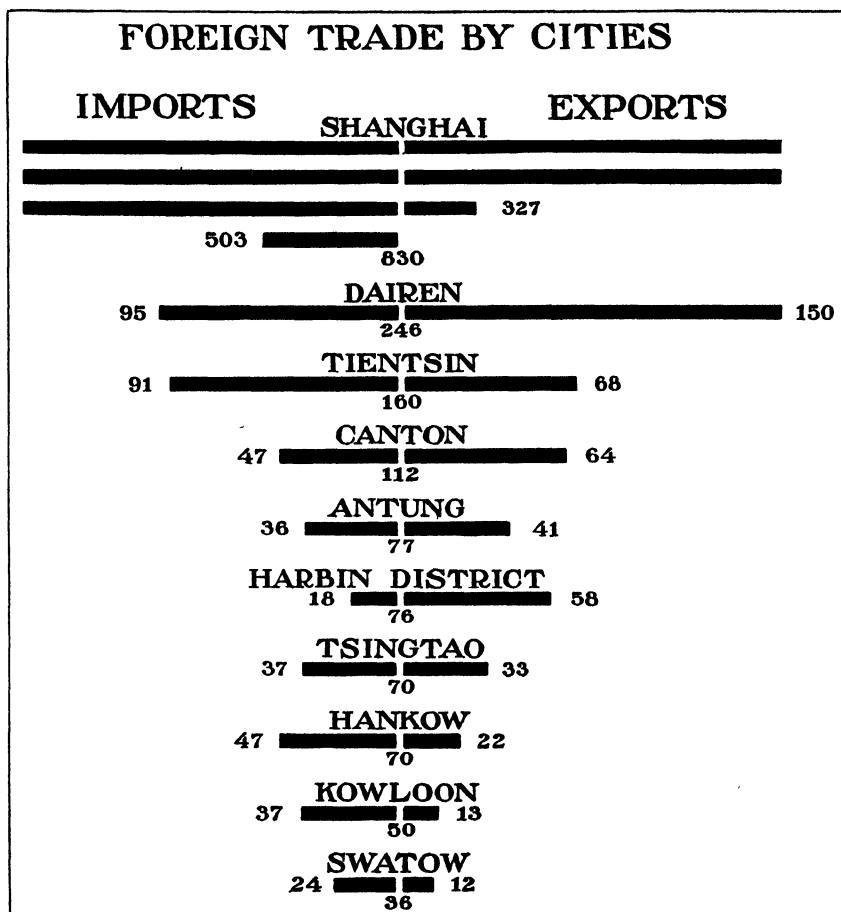 FOREIGN TRADE BY CITIES
IMPORTS EXPORTS
SHANGHAI
327
503
830
DAIREN
95 150
246
TIENTSIN
91 68
160
CANTON
47 64
112
ANTUNG
36 41
77
HARBIN DISTRICT
18 58
76
TSINGTAO
37 33
70
HANKOW
47 22
70
KOWLOON
37 13
50
SWATOW
24 12
36